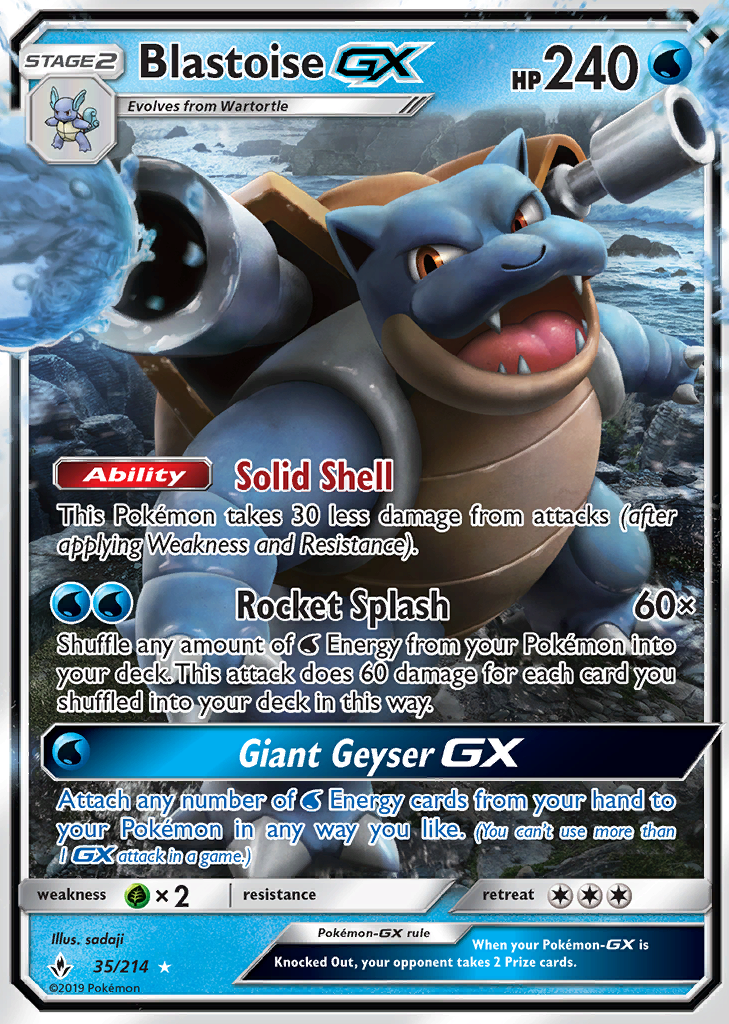 STAGE2 Blastoise GX HP240
Evolves from Wartortle
Ability Solid Shell
This Pokémon takes 30 less damage from attacks (after
applying Weakness and Resistance).
Rocket Splash 60×
Shuffle any amount of Energy from your Pokémon into
your deck. This attack does 60 damage for each card you
shuffled into your deck in this way.
Giant Geyser GX
Attach any number of Energy cards from your hand to
your Pokémon in any way you like. (You can't use more than
1 GX attack in a game.)
weakness ×2 resistance retreat
Illus. sadaji
Pokémon-GX rule
When your Pokémon-GX is
Knocked Out, your opponent takes 2 Prize cards.
35/214
©2019 Pokémon